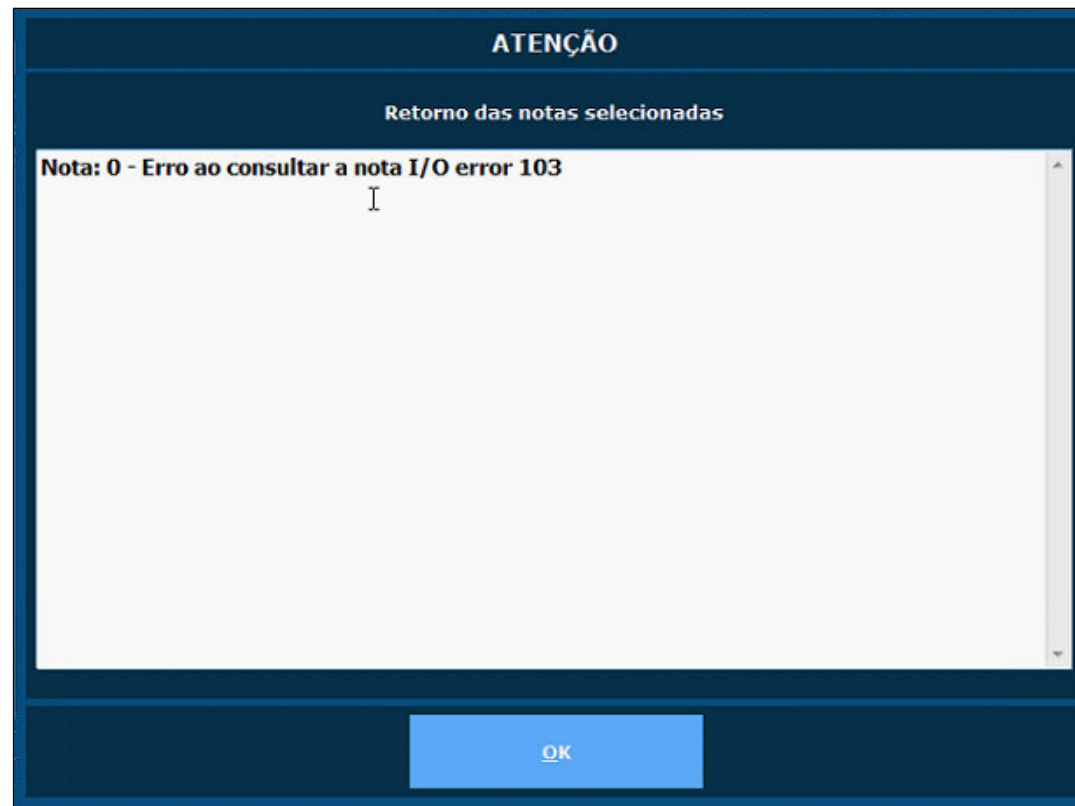 ATENÇÃO
Retorno das notas selecionadas
Nota: 0 - Erro ao consultar a nota I/O error 103
OK